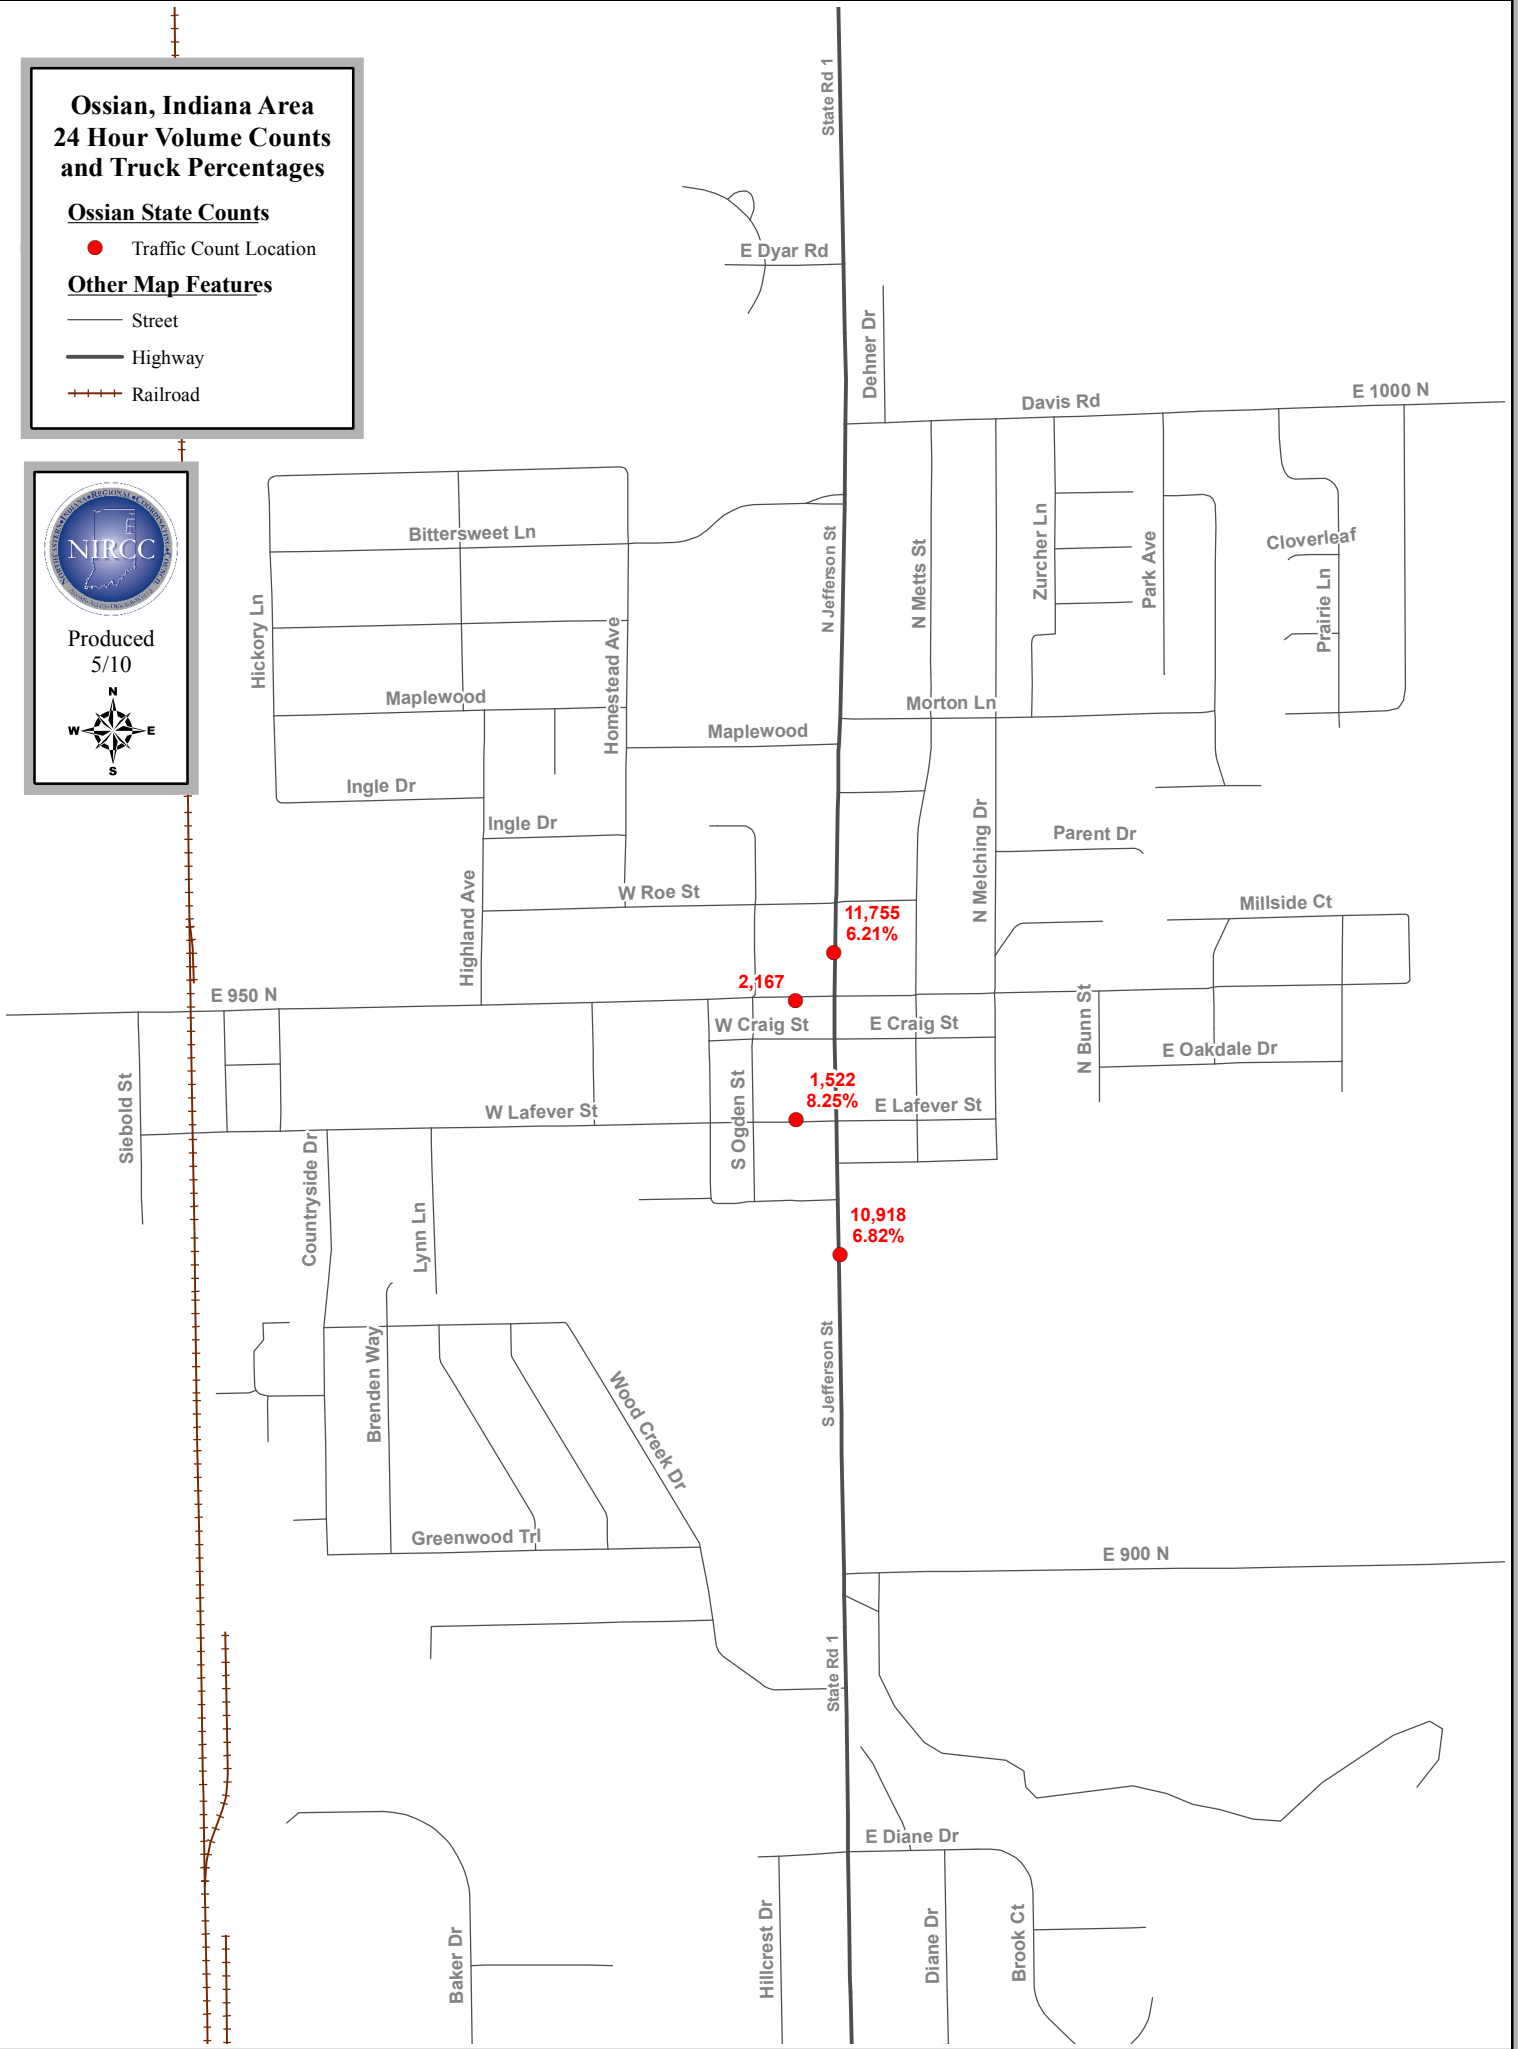 Ossian, Indiana Area
24 Hour Volume Counts
and Truck Percentages
Ossian State Counts
Traffic Count Location
Other Map Features
Street
Highway
Railroad
NIRCC
Produced
5/10
N
W
E
S
State Rd 1
E Dyar Rd
Dehner Dr
Davis Rd
E 1000 N
Bittersweet Ln
N Jefferson St
N Metts St
Zurcher Ln
Park Ave
Cloverleaf
Prairie Ln
Hickory Ln
Homestead Ave
Maplewood
Morton Ln
Maplewood
Ingle Dr
Ingle Dr
N Melching Dr
Parent Dr
Highland Ave
W Roe St
11,755
6.21%
Millside Ct
2,167
E 950 N
W Craig St
E Craig St
N Bunn St
E Oakdale Dr
Siebold St
S Ogden St
1,522
8.25%
W Lafever St
E Lafever St
Countryside Dr
Lynn Ln
10,918
6.82%
Brenden Way
Wood Creek Dr
S Jefferson St
Greenwood Trl
E 900 N
State Rd 1
E Diane Dr
Baker Dr
Hillcrest Dr
Diane Dr
Brook Ct